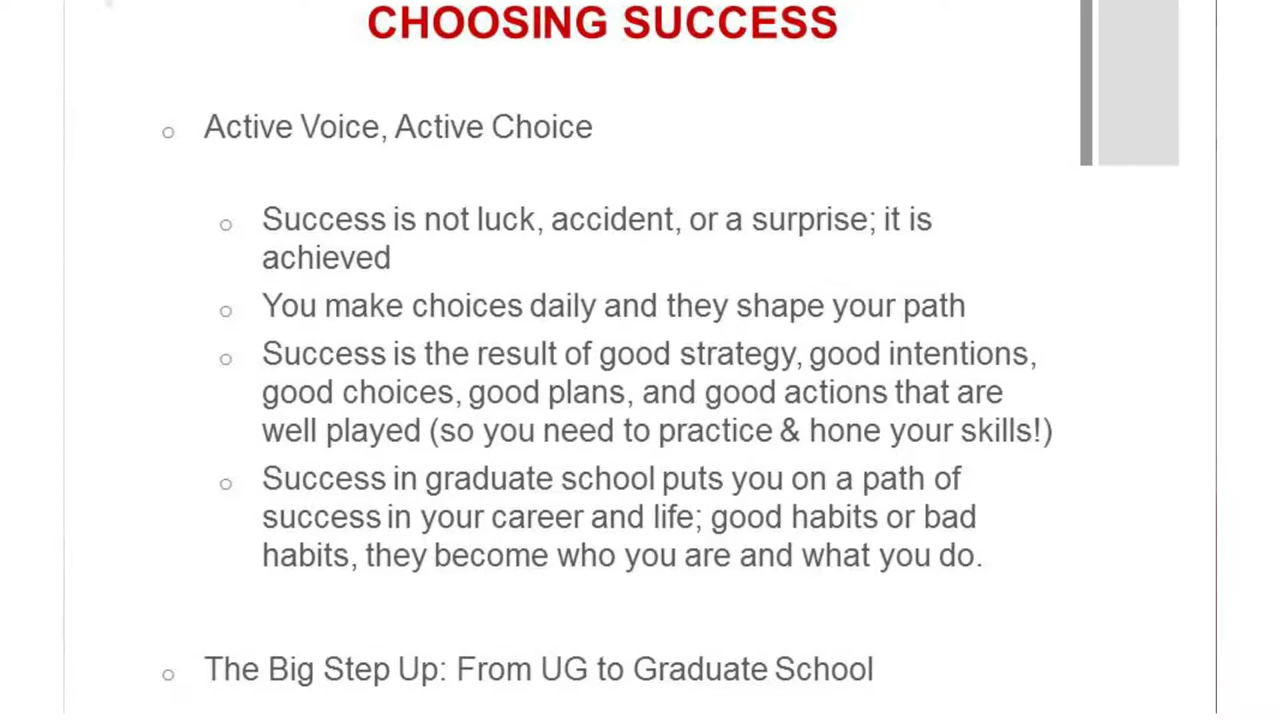 CHOOSING SUCCESS
o Active Voice, Active Choice
o Success is not luck, accident, or a surprise; it is
achieved
o You make choices daily and they shape your path
o Success is the result of good strategy, good intentions,
good choices, good plans, and good actions that are
well played (so you need to practice & hone your skills!)
o Success in graduate school puts you on a path of
success in your career and life; good habits or bad
habits, they become who you are and what you do.
o The Big Step Up: From UG to Graduate School